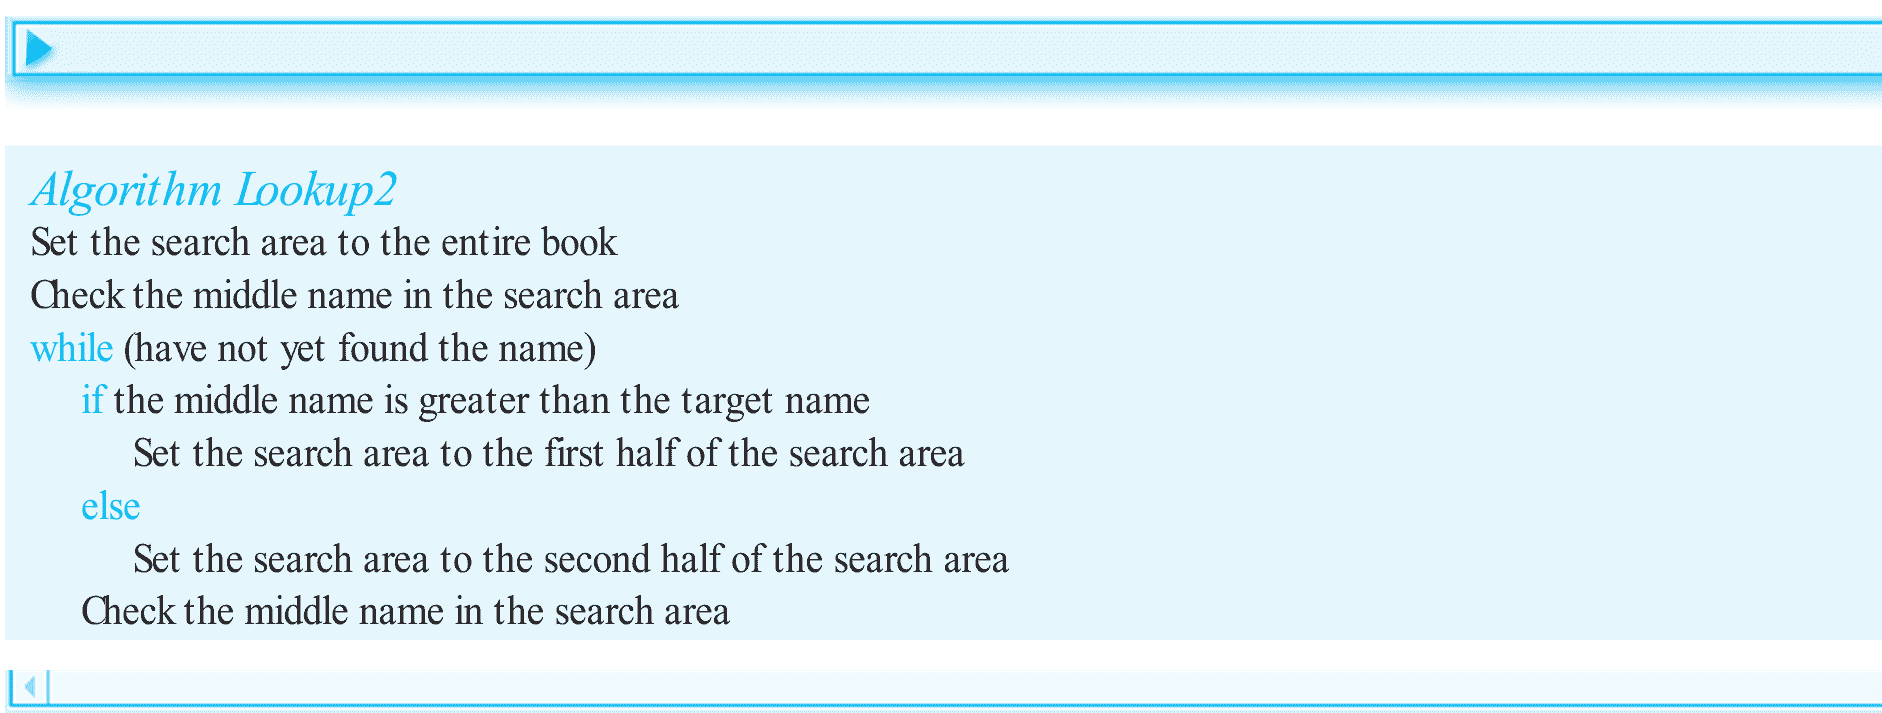 Algorithm Lookup2
Set the search area to the entire book
Check the middle name in the search area
while (have not yet found the name)
if the middle name is greater than the target name
Set the search area to the first half of the search area
else
Set the search area to the second half of the search area
Check the middle name in the search area